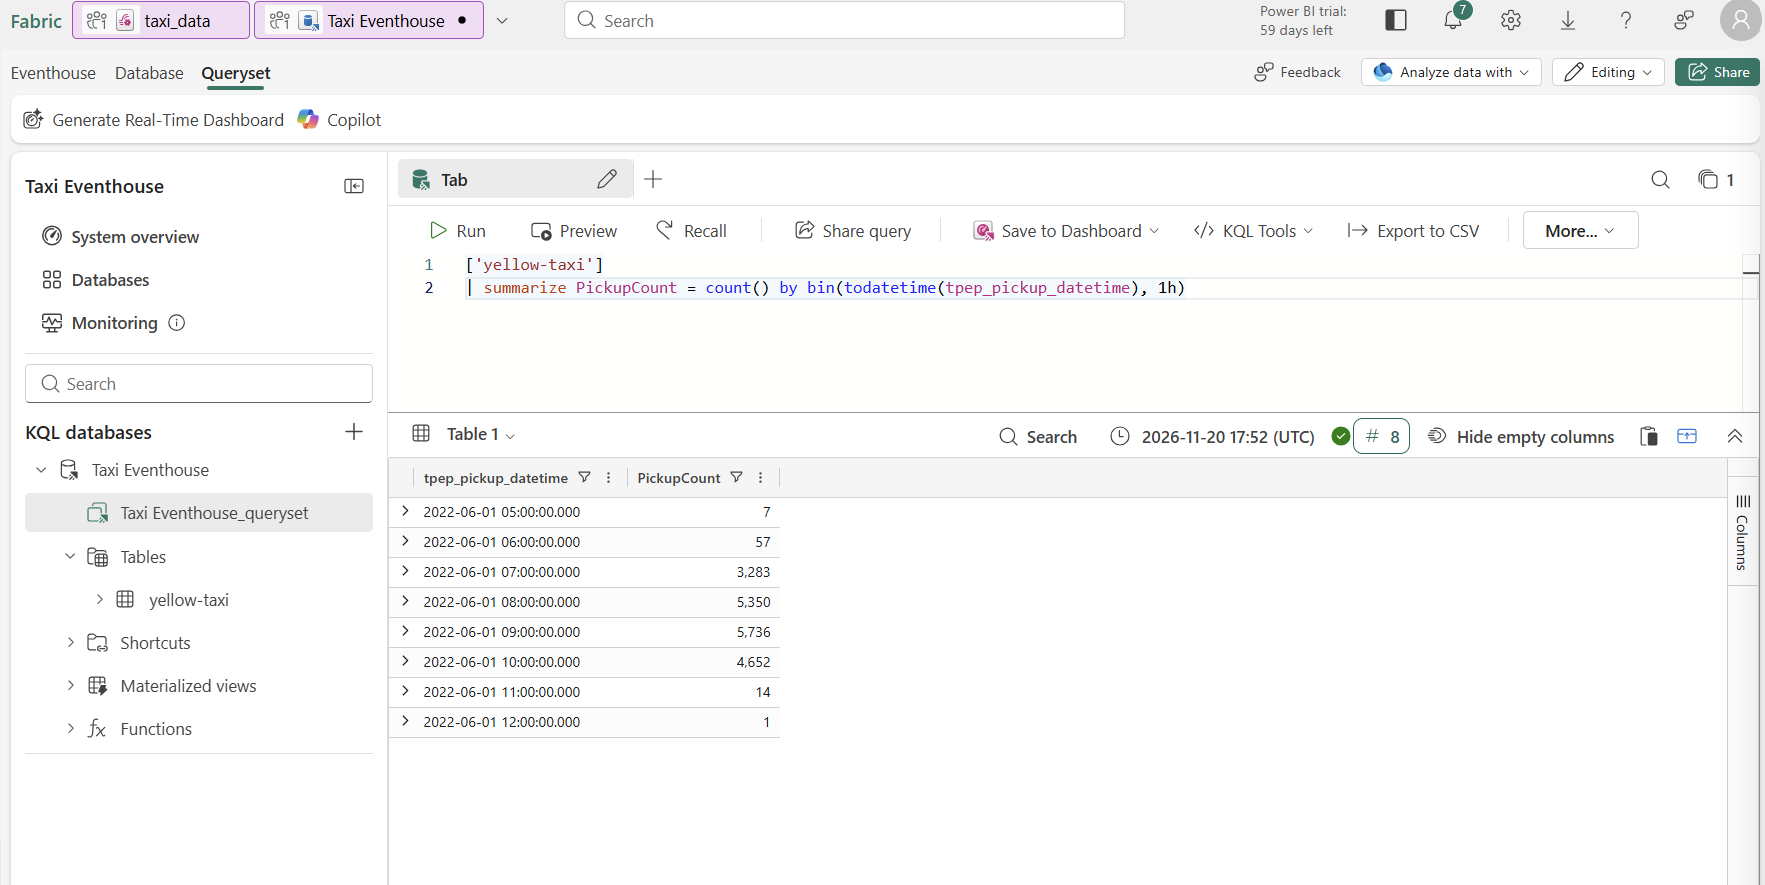 Fabric
1
taxi_data
1
Taxi Eventhouse
Search
Power BI trial:
59 days left
7
?
Eventhouse
Database
Queryset
Feedback
Analyze data with
Editing
Share
Generate Real-Time Dashboard
Copilot
Taxi Eventhouse
System overview
Databases
Monitoring
Search
KQL databases
Taxi Eventhouse
Taxi Eventhouse_queryset
Tables
yellow-taxi
Shortcuts
Materialized views
fx Functions
Tab
1
Run
Preview
Recall
Share query
Save to Dashboard
KQL Tools
Export to CSV
More...
1 ['yellow-taxi']
2 | summarize PickupCount = count() by bin(todatetime(tpep_pickup_datetime), 1h)
Table 1
Search
2026-11-20 17:52 (UTC)
# 8
Hide empty columns
tpep_pickup_datetime PickupCount
2022-06-01 05:00:00.000 7
2022-06-01 06:00:00.000 57
2022-06-01 07:00:00.000 3,283
2022-06-01 08:00:00.000 5,350
2022-06-01 09:00:00.000 5,736
2022-06-01 10:00:00.000 4,652
2022-06-01 11:00:00.000 14
2022-06-01 12:00:00.000 1
Columns